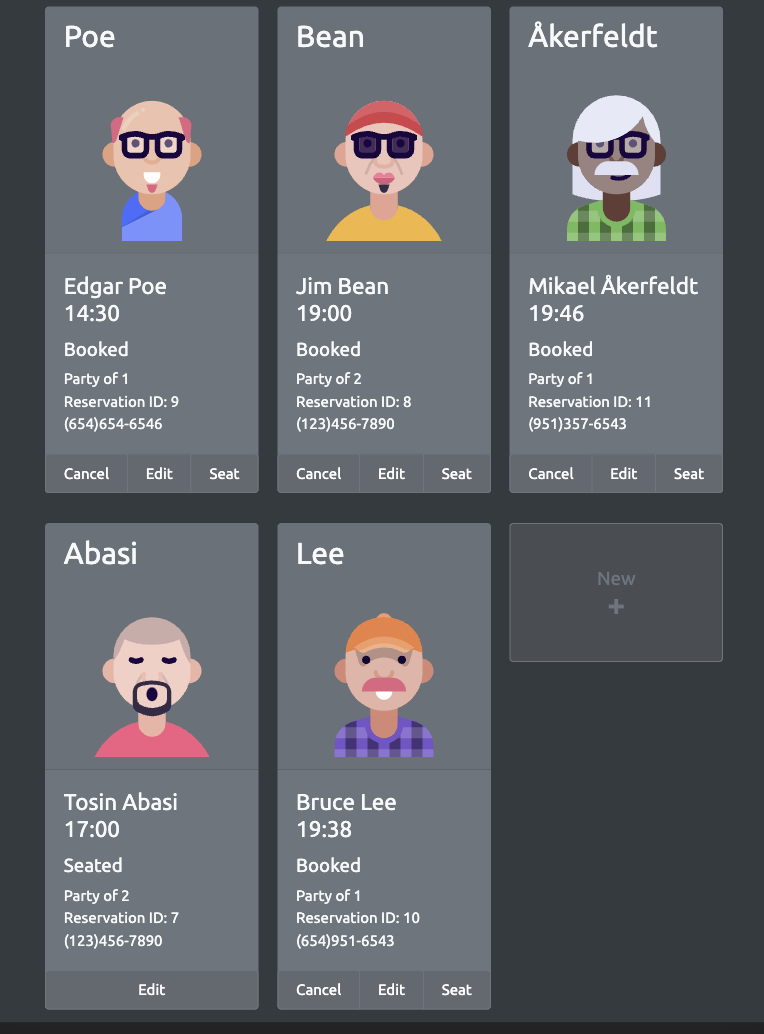 Poe
Edgar Poe
14:30
Booked
Party of 1
Reservation ID: 9
(654)654-6546
Cancel Edit Seat
Bean
Jim Bean
19:00
Booked
Party of 2
Reservation ID: 8
(123)456-7890
Cancel Edit Seat
Åkerfeldt
Mikael Åkerfeldt
19:46
Booked
Party of 1
Reservation ID: 11
(951)357-6543
Cancel Edit Seat
Abasi
Tosin Abasi
17:00
Seated
Party of 2
Reservation ID: 7
(123)456-7890
Edit
Lee
Bruce Lee
19:38
Booked
Party of 1
Reservation ID: 10
(654)951-6543
Cancel Edit Seat
New
+